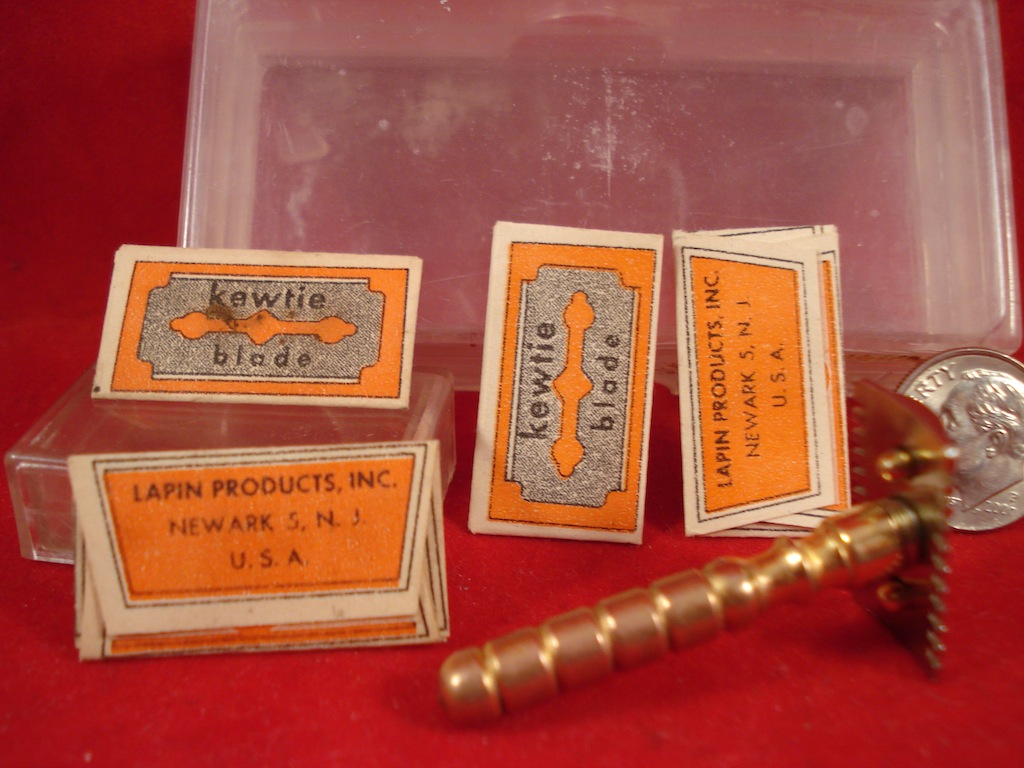 kewtie
blade
LAPIN PRODUCTS, INC.
NEWARK 5, N. J.
U. S. A.
kewtie
blade
LAPIN PRODUCTS, INC.
NEWARK 5, N. J.
U. S. A.